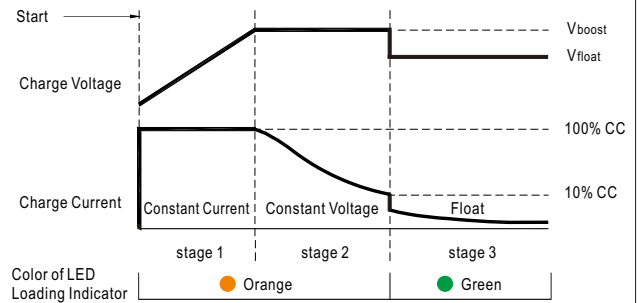 Start
Vboost
Vfloat
Charge Voltage
100% CC
10% CC
Charge Current
Constant Current
Constant Voltage
Float
stage 1
stage 2
stage 3
Color of LED
Loading Indicator
Orange
Green